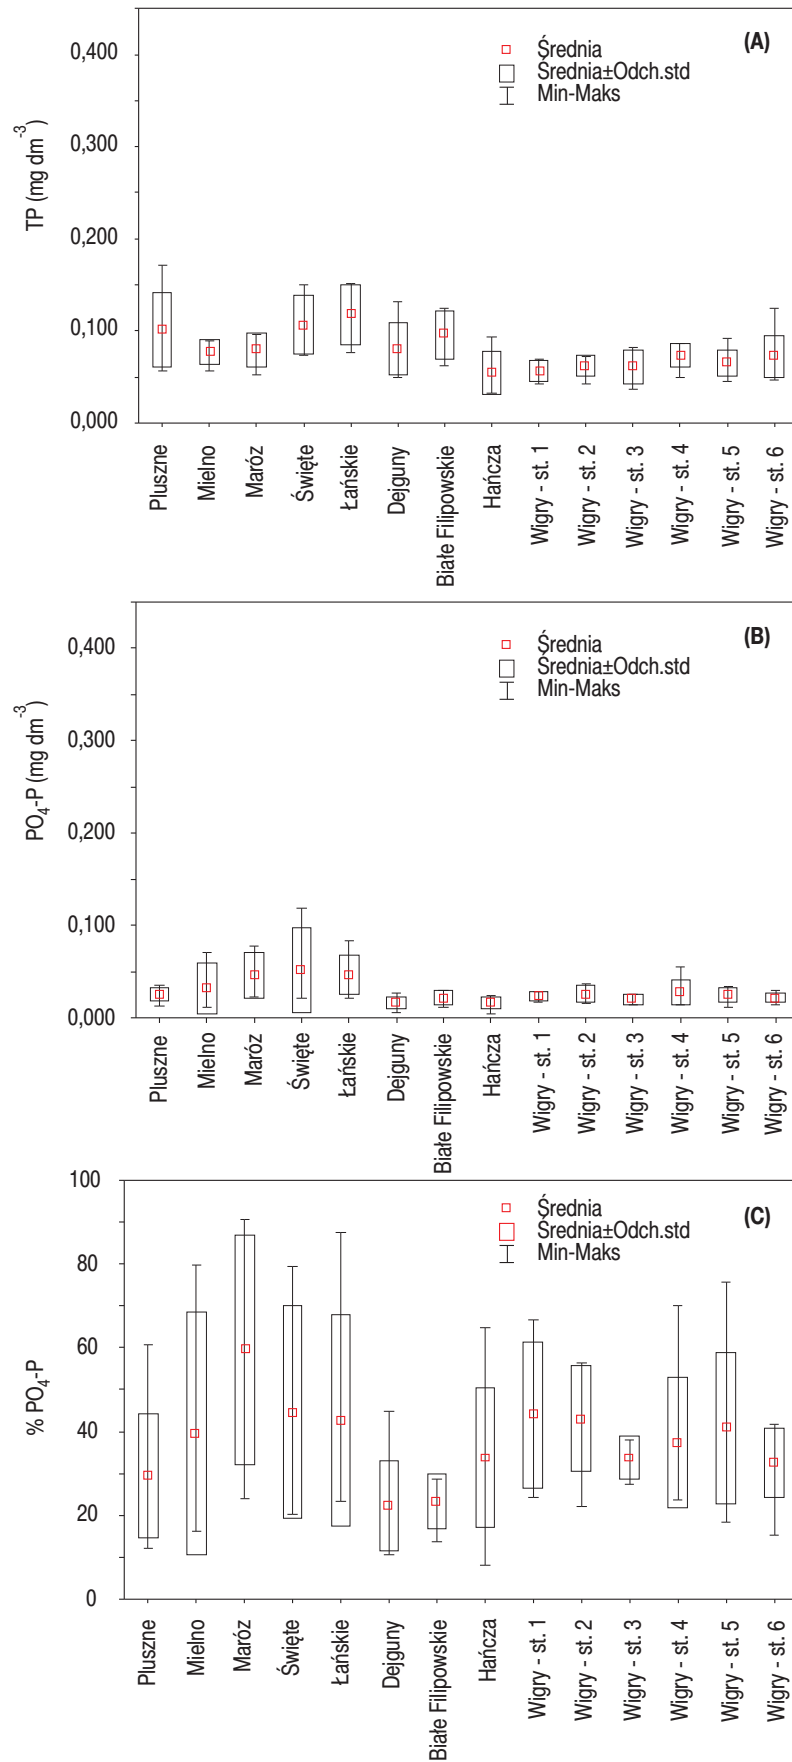 (A)
Średnia
Średnia±Odch.std
Min-Maks
TP (mg dm⁻³)
0,400
0,300
0,200
0,100
0,000
Pluszne
Mielno
Maróz
Święte
Łańskie
Dejguny
Białe Filipowskie
Hańcza
Wigry - st. 1
Wigry - st. 2
Wigry - st. 3
Wigry - st. 4
Wigry - st. 5
Wigry - st. 6
(B)
Średnia
Średnia±Odch.std
Min-Maks
PO₄-P (mg dm⁻³)
0,400
0,300
0,200
0,100
0,000
Pluszne
Mielno
Maróz
Święte
Łańskie
Dejguny
Białe Filipowskie
Hańcza
Wigry - st. 1
Wigry - st. 2
Wigry - st. 3
Wigry - st. 4
Wigry - st. 5
Wigry - st. 6
(C)
Średnia
Średnia±Odch.std
Min-Maks
% PO₄-P
100
80
60
40
20
0
Pluszne
Mielno
Maróz
Święte
Łańskie
Dejguny
Białe Filipowskie
Hańcza
Wigry - st. 1
Wigry - st. 2
Wigry - st. 3
Wigry - st. 4
Wigry - st. 5
Wigry - st. 6